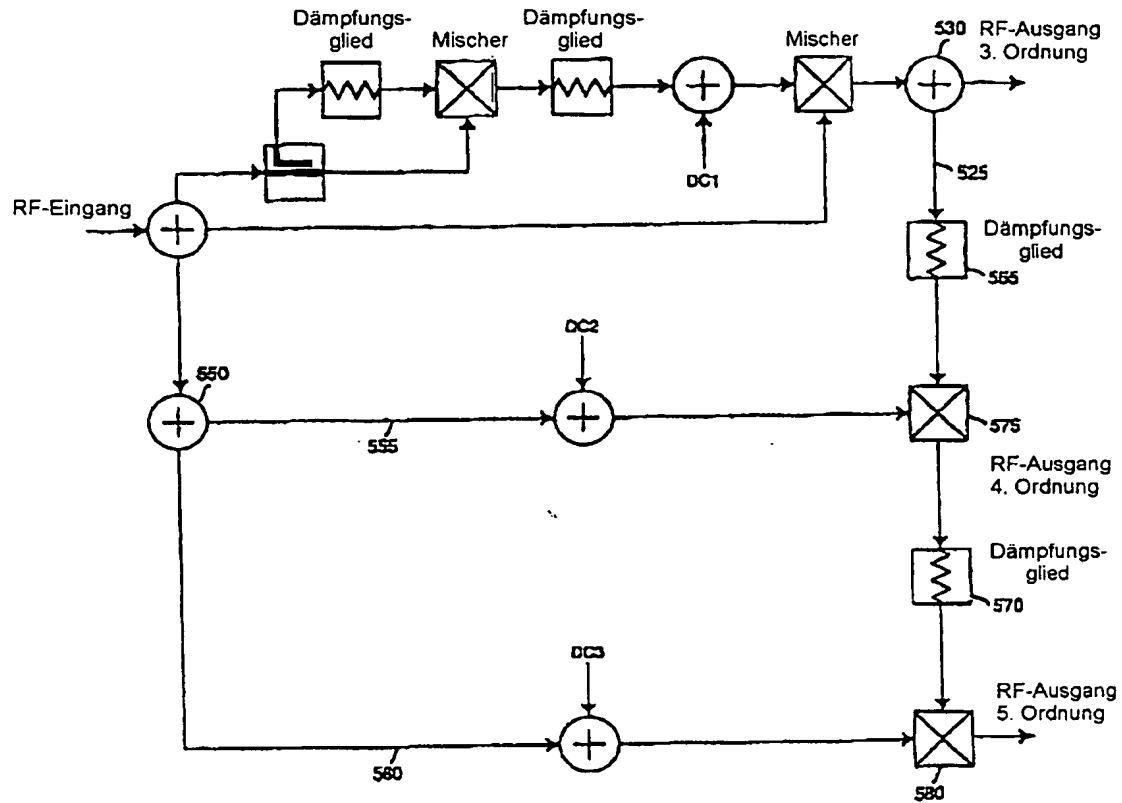 Dämpfungs-
glied
Mischer
Dämpfungs-
glied
Mischer
530
RF-Ausgang
3. Ordnung
DC1
525
RF-Eingang
Dämpfungs-
glied
565
DC2
550
555
575
RF-Ausgang
4. Ordnung
Dämpfungs-
glied
570
DC3
RF-Ausgang
5. Ordnung
560
580